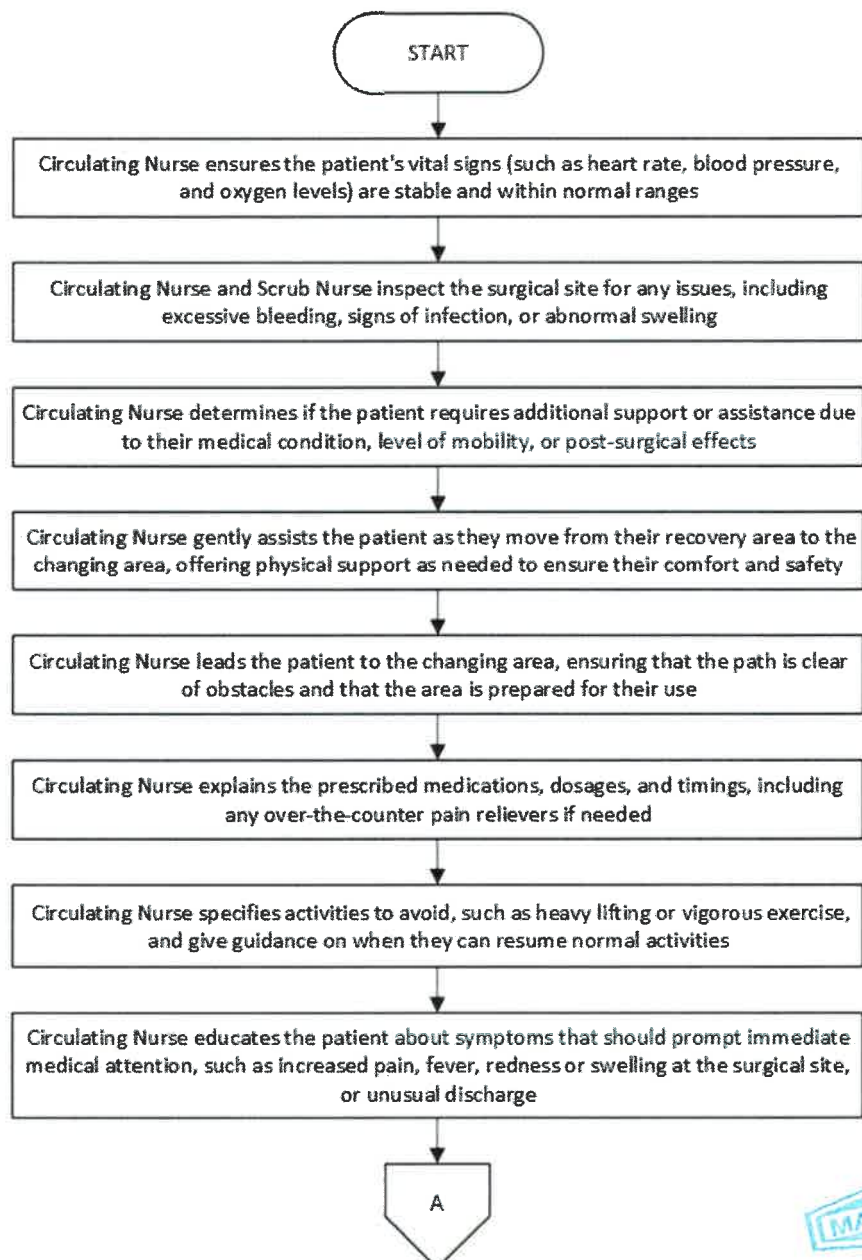 START
Circulating Nurse ensures the patient's vital signs (such as heart rate, blood pressure,
and oxygen levels) are stable and within normal ranges
Circulating Nurse and Scrub Nurse inspect the surgical site for any issues, including
excessive bleeding, signs of infection, or abnormal swelling
Circulating Nurse determines if the patient requires additional support or assistance due
to their medical condition, level of mobility, or post-surgical effects
Circulating Nurse gently assists the patient as they move from their recovery area to the
changing area, offering physical support as needed to ensure their comfort and safety
Circulating Nurse leads the patient to the changing area, ensuring that the path is clear
of obstacles and that the area is prepared for their use
Circulating Nurse explains the prescribed medications, dosages, and timings, including
any over-the-counter pain relievers if needed
Circulating Nurse specifies activities to avoid, such as heavy lifting or vigorous exercise,
and give guidance on when they can resume normal activities
Circulating Nurse educates the patient about symptoms that should prompt immediate
medical attention, such as increased pain, fever, redness or swelling at the surgical site,
or unusual discharge
A